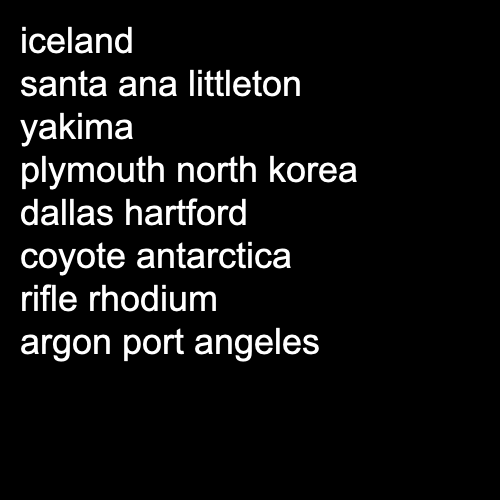 iceland
santa ana littleton
yakima
plymouth north korea
dallas hartford
coyote antarctica
rifle rhodium
argon port angeles